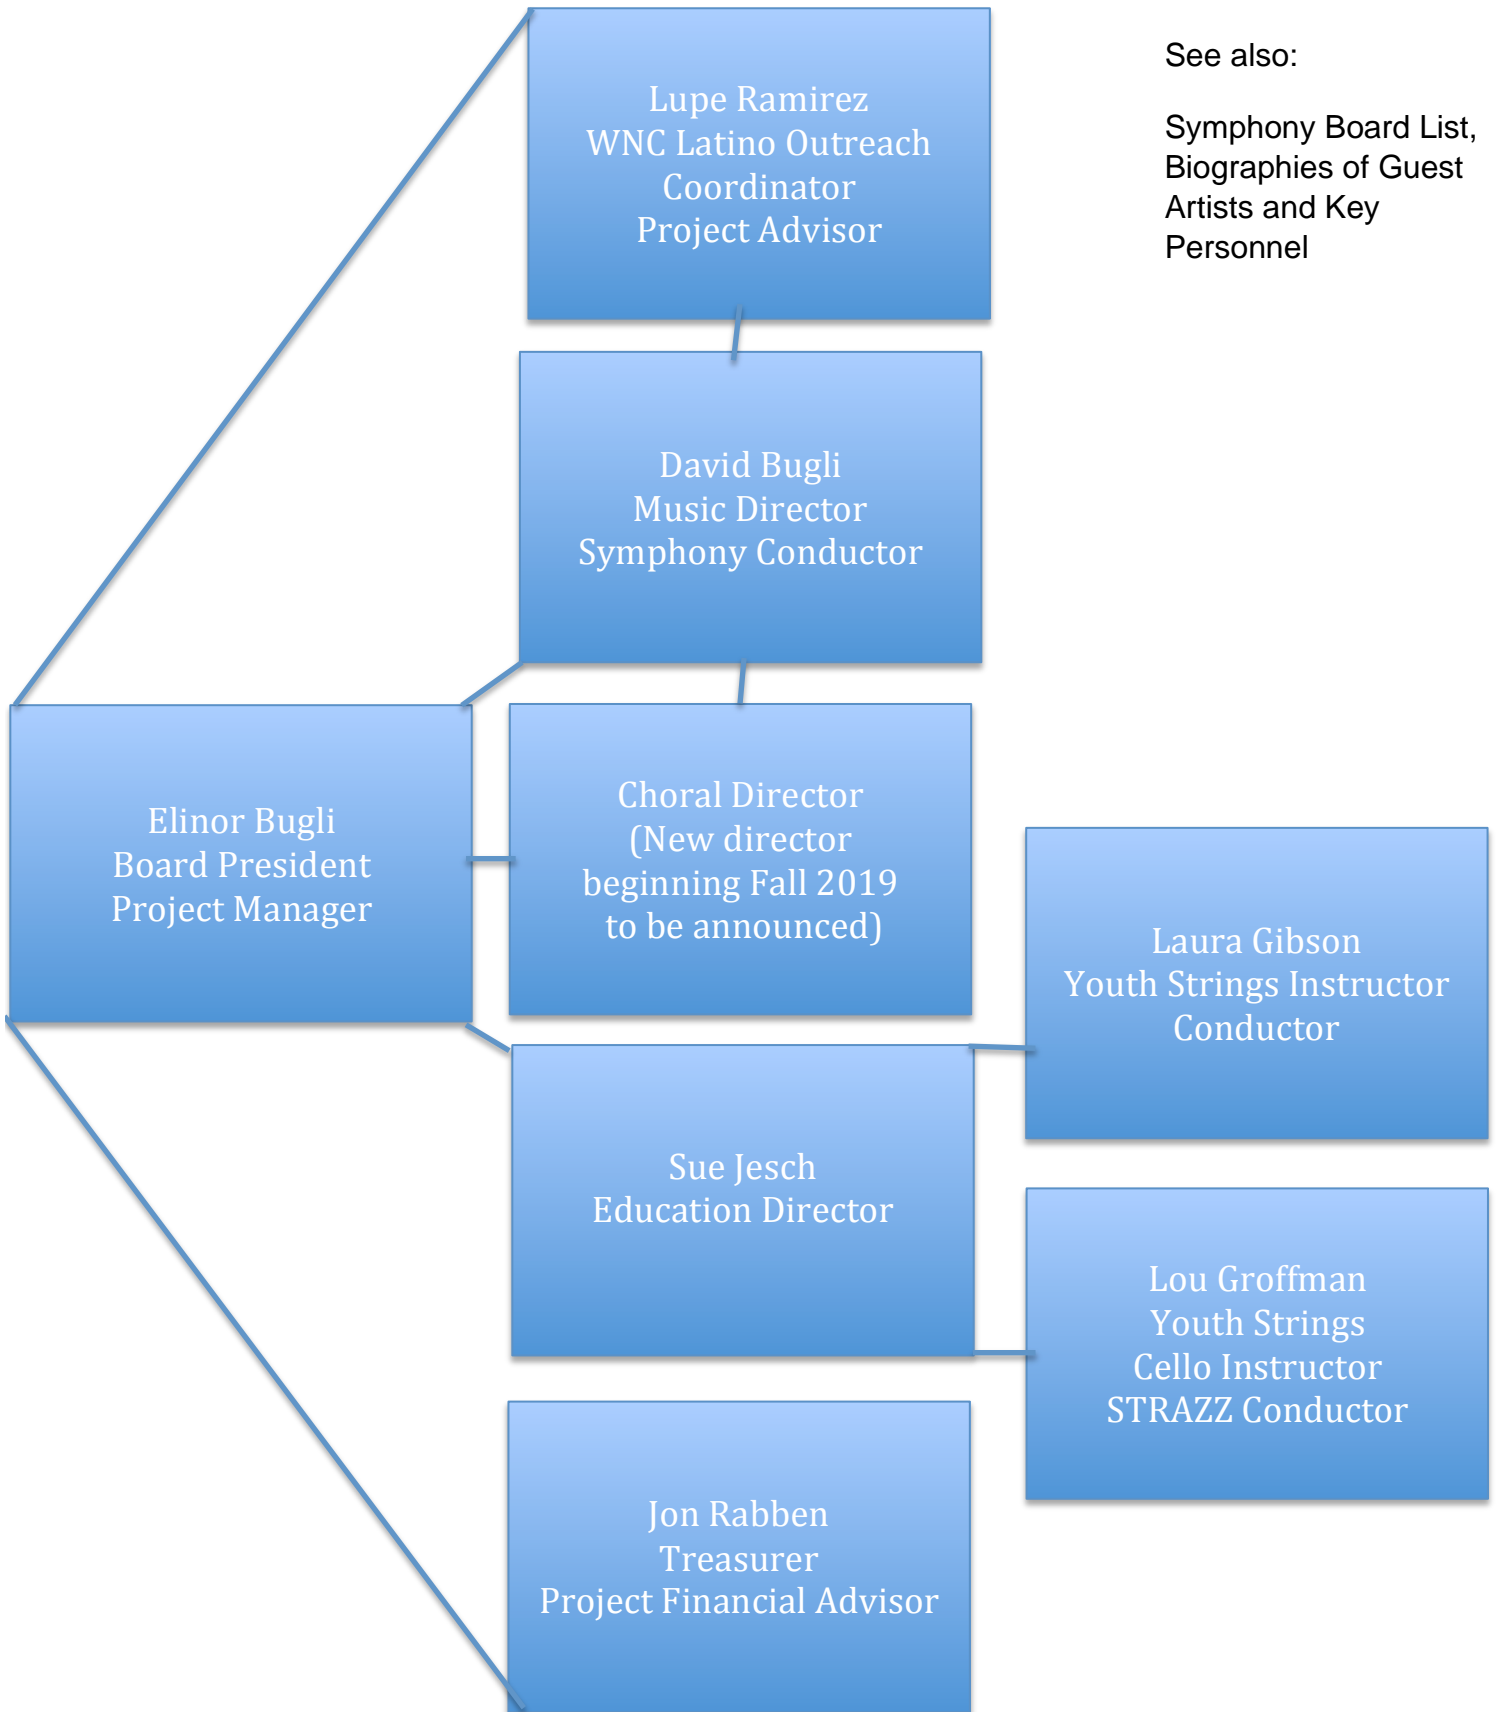 Lupe Ramirez
WNC Latino Outreach
Coordinator
Project Advisor
See also:
Symphony Board List,
Biographies of Guest
Artists and Key
Personnel
David Bugli
Music Director
Symphony Conductor
Elinor Bugli
Board President
Project Manager
Choral Director
(New director
beginning Fall 2019
to be announced)
Laura Gibson
Youth Strings Instructor
Conductor
Sue Jesch
Education Director
Lou Groffman
Youth Strings
Cello Instructor
STRAZZ Conductor
Jon Rabben
Treasurer
Project Financial Advisor